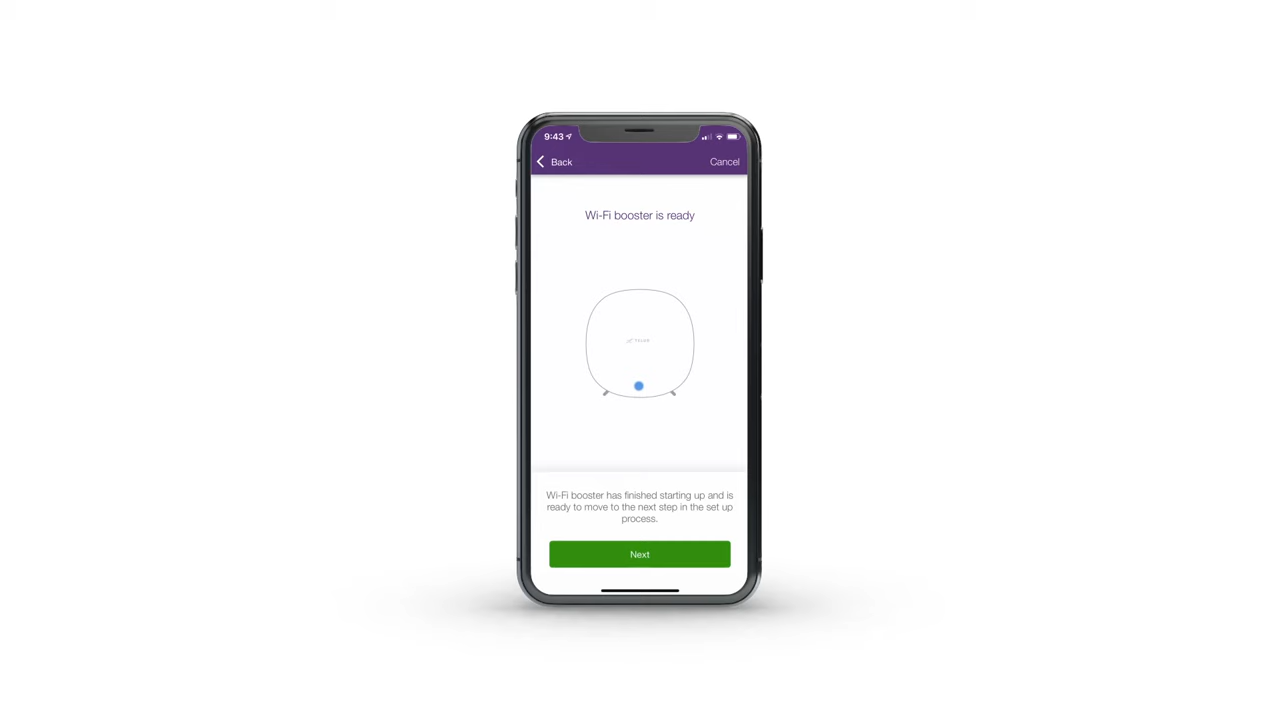 9:43
Back
Cancel
Wi-Fi booster is ready
TELUS
Wi-Fi booster has finished starting up and is
ready to move to the next step in the set up
process.
Next